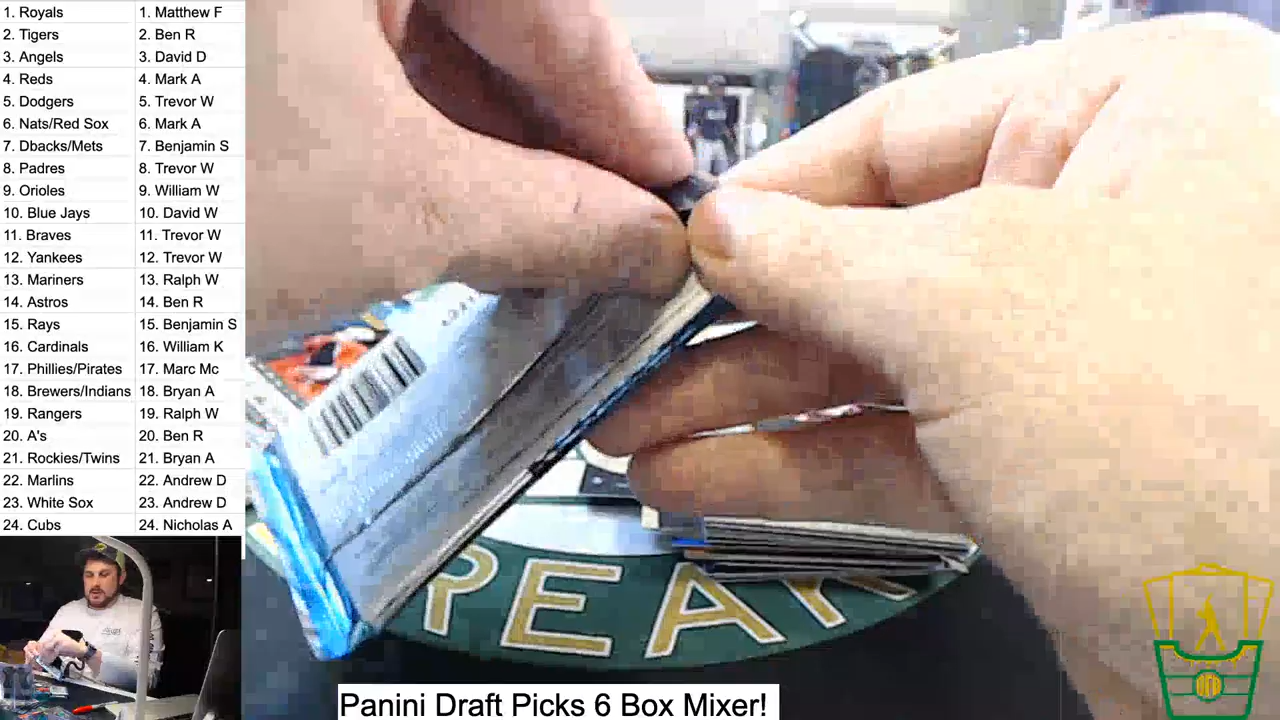 1. Royals 1. Matthew F
2. Tigers 2. Ben R
3. Angels 3. David D
4. Reds 4. Mark A
5. Dodgers 5. Trevor W
6. Nats/Red Sox 6. Mark A
7. Dbacks/Mets 7. Benjamin S
8. Padres 8. Trevor W
9. Orioles 9. William W
10. Blue Jays 10. David W
11. Braves 11. Trevor W
12. Yankees 12. Trevor W
13. Mariners 13. Ralph W
14. Astros 14. Ben R
15. Rays 15. Benjamin S
16. Cardinals 16. William K
17. Phillies/Pirates 17. Marc Mc
18. Brewers/Indians 18. Bryan A
19. Rangers 19. Ralph W
20. A's 20. Ben R
21. Rockies/Twins 21. Bryan A
22. Marlins 22. Andrew D
23. White Sox 23. Andrew D
24. Cubs 24. Nicholas A
REAK
Panini Draft Picks 6 Box Mixer!